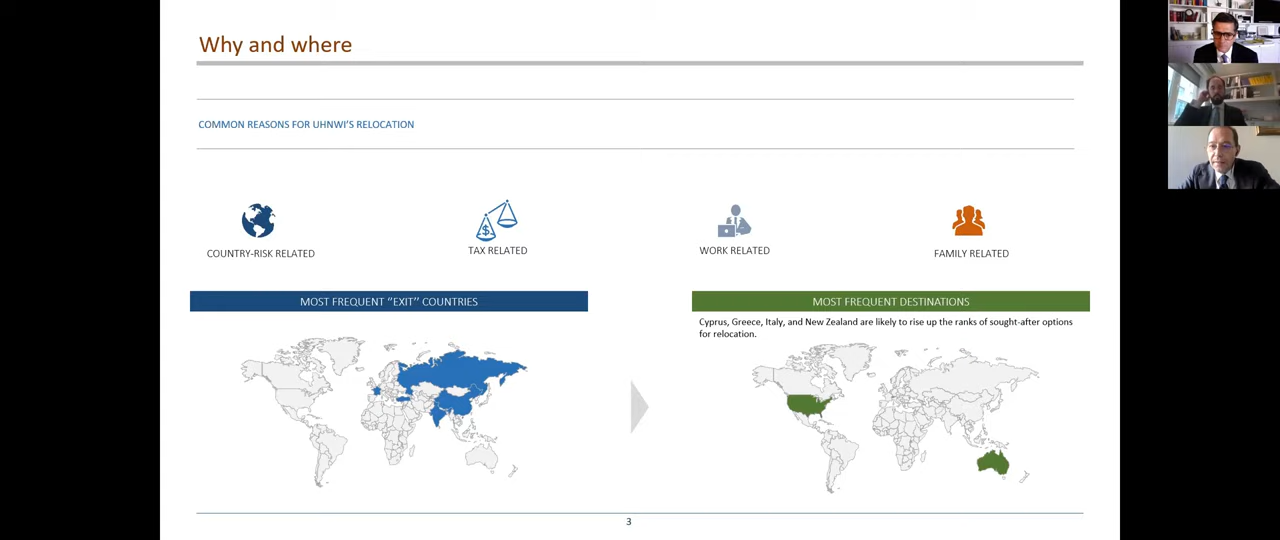 Why and where
COMMON REASONS FOR UHNWI'S RELOCATION
COUNTRY-RISK RELATED
TAX RELATED
WORK RELATED
FAMILY RELATED
MOST FREQUENT "EXIT" COUNTRIES
MOST FREQUENT DESTINATIONS
Cyprus, Greece, Italy, and New Zealand are likely to rise up the ranks of sought-after options
for relocation.
$
3